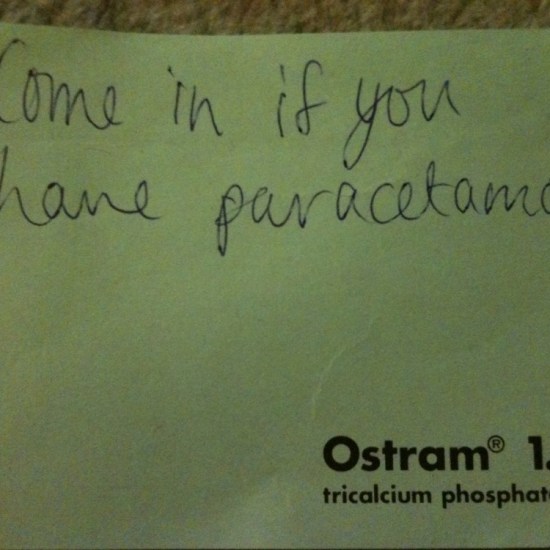 Come in if you
have paracetamo
Ostram® 1.
tricalcium phosphat